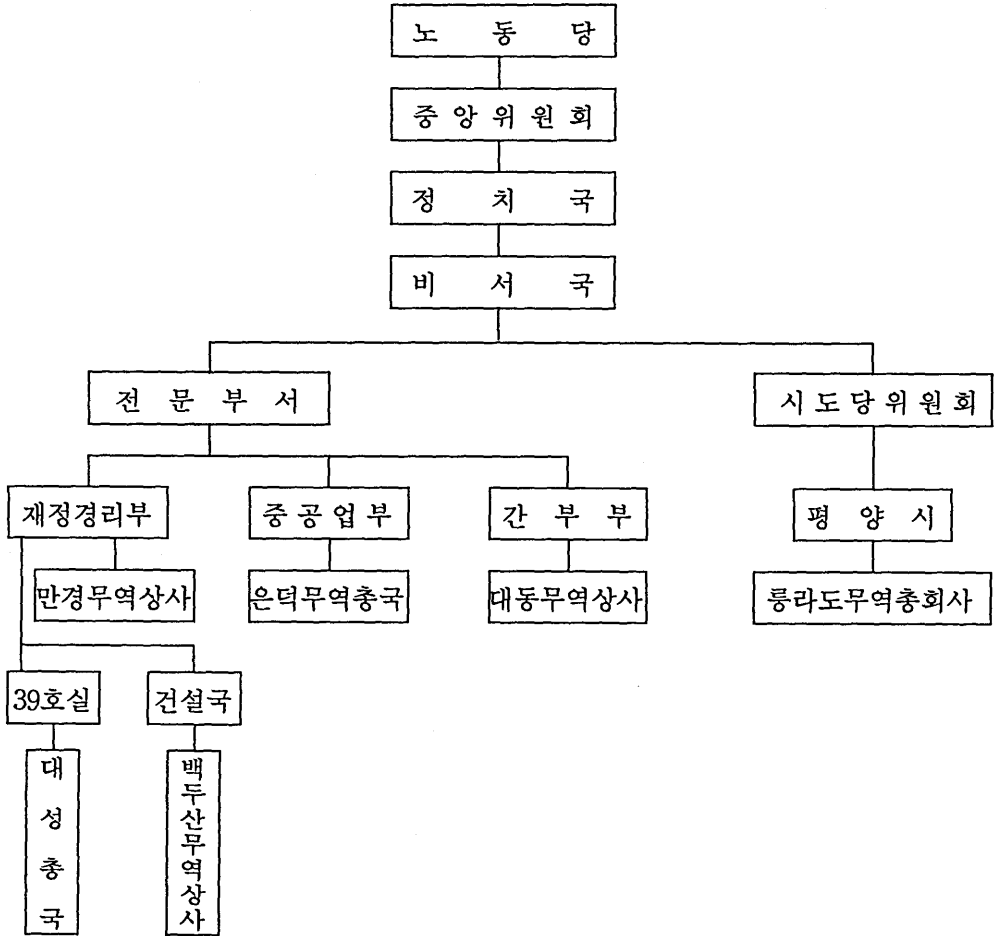 노 동 당
중 앙 위 원 회
정 치 국
비 서 국
전 문 부 서
시 도 당 위 원 회
재정경리부
중 공 업 부
간 부 부
평 양 시
만경무역상사
은덕무역총국
대동무역상사
릉라도무역총회사
39호실
건설국
대성총국
백두산무역상사